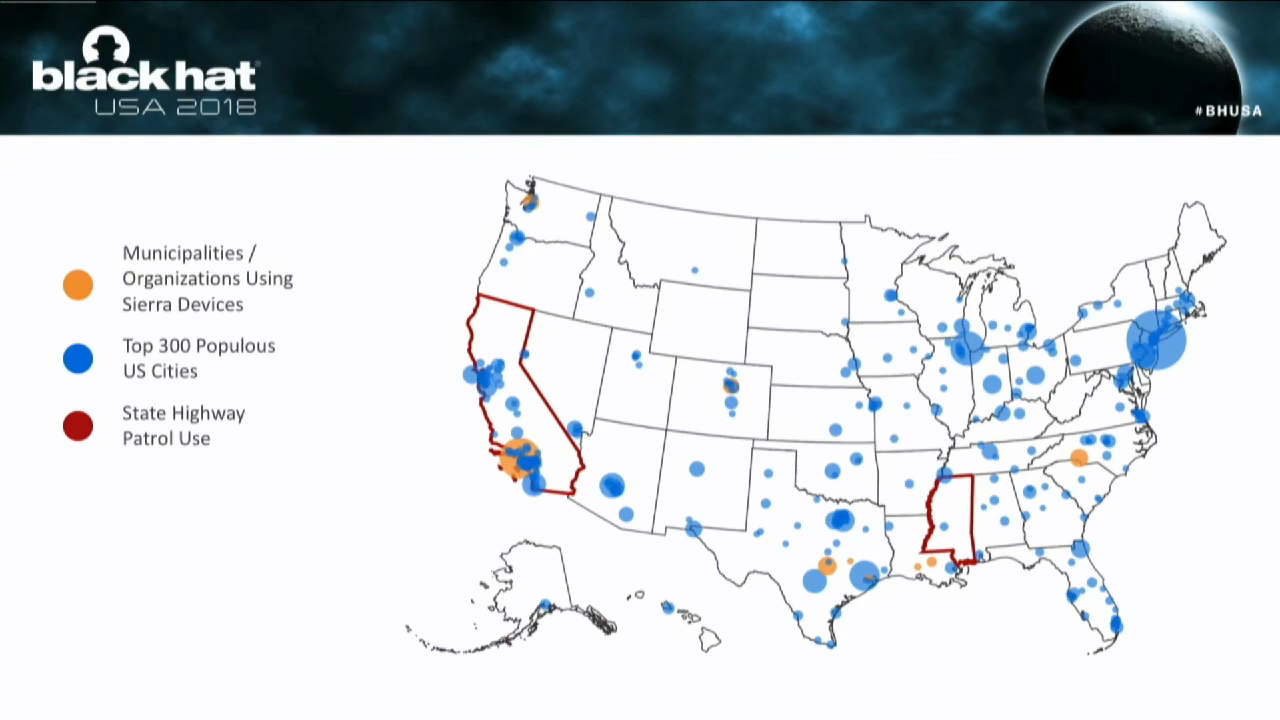 black hat
USA 2018
#BHUSA
Municipalities /
Organizations Using
Sierra Devices
Top 300 Populous
US Cities
State Highway
Patrol Use